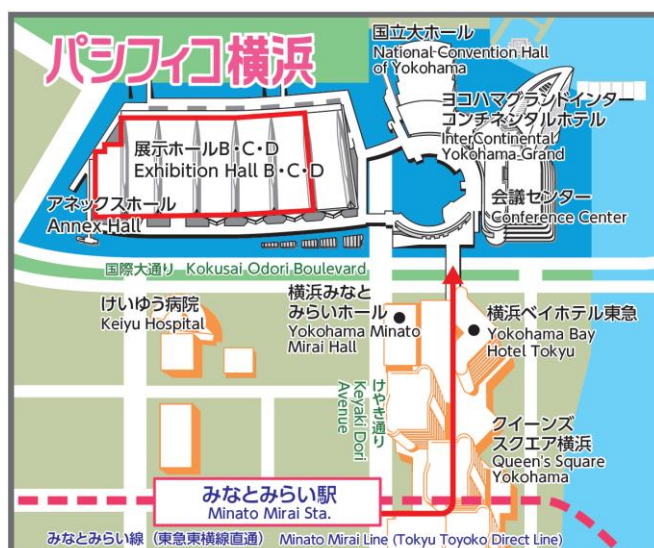 パシフィコ横浜
国立大ホール
National Convention Hall
of Yokohama
ヨコハマグランドインター
コンチネンタルホテル
InterContinental
Yokohama Grand
展示ホールB・C・D
Exhibition Hall B・C・D
アネックスホール
Annex Hall
会議センター
Conference Center
国際大通り Kokusai Odori Boulevard
けいゆう病院
Keiyu Hospital
横浜みなと
みらいホール
Yokohama Minato
Mirai Hall
横浜ベイホテル東急
Yokohama Bay
Hotel Tokyu
けやき通り
Keyaki Dori
Avenue
クイーンズ
スクエア横浜
Queen's Square
Yokohama
みなとみらい駅
Minato Mirai Sta.
みなとみらい線（東急東横線直通） Minato Mirai Line (Tokyu Toyoko Direct Line)